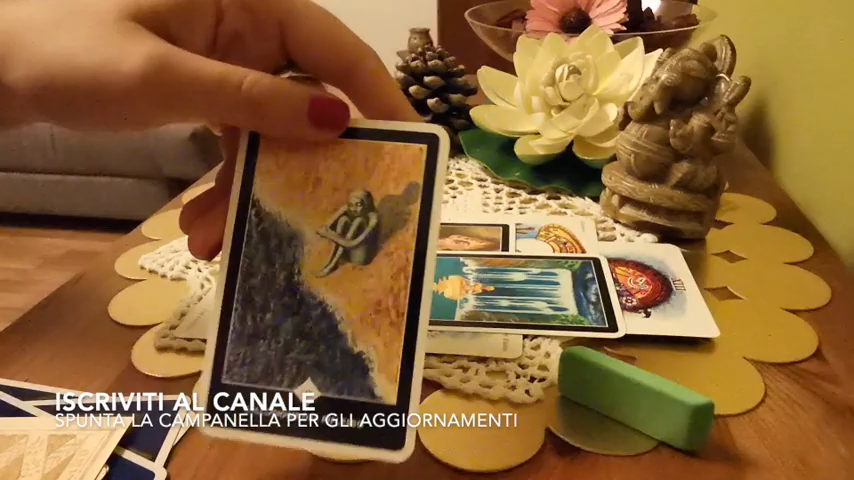 ISCRIVITI AL CANALE
SPUNTA LA CAMPANELLA PER GLI AGGIORNAMENTI